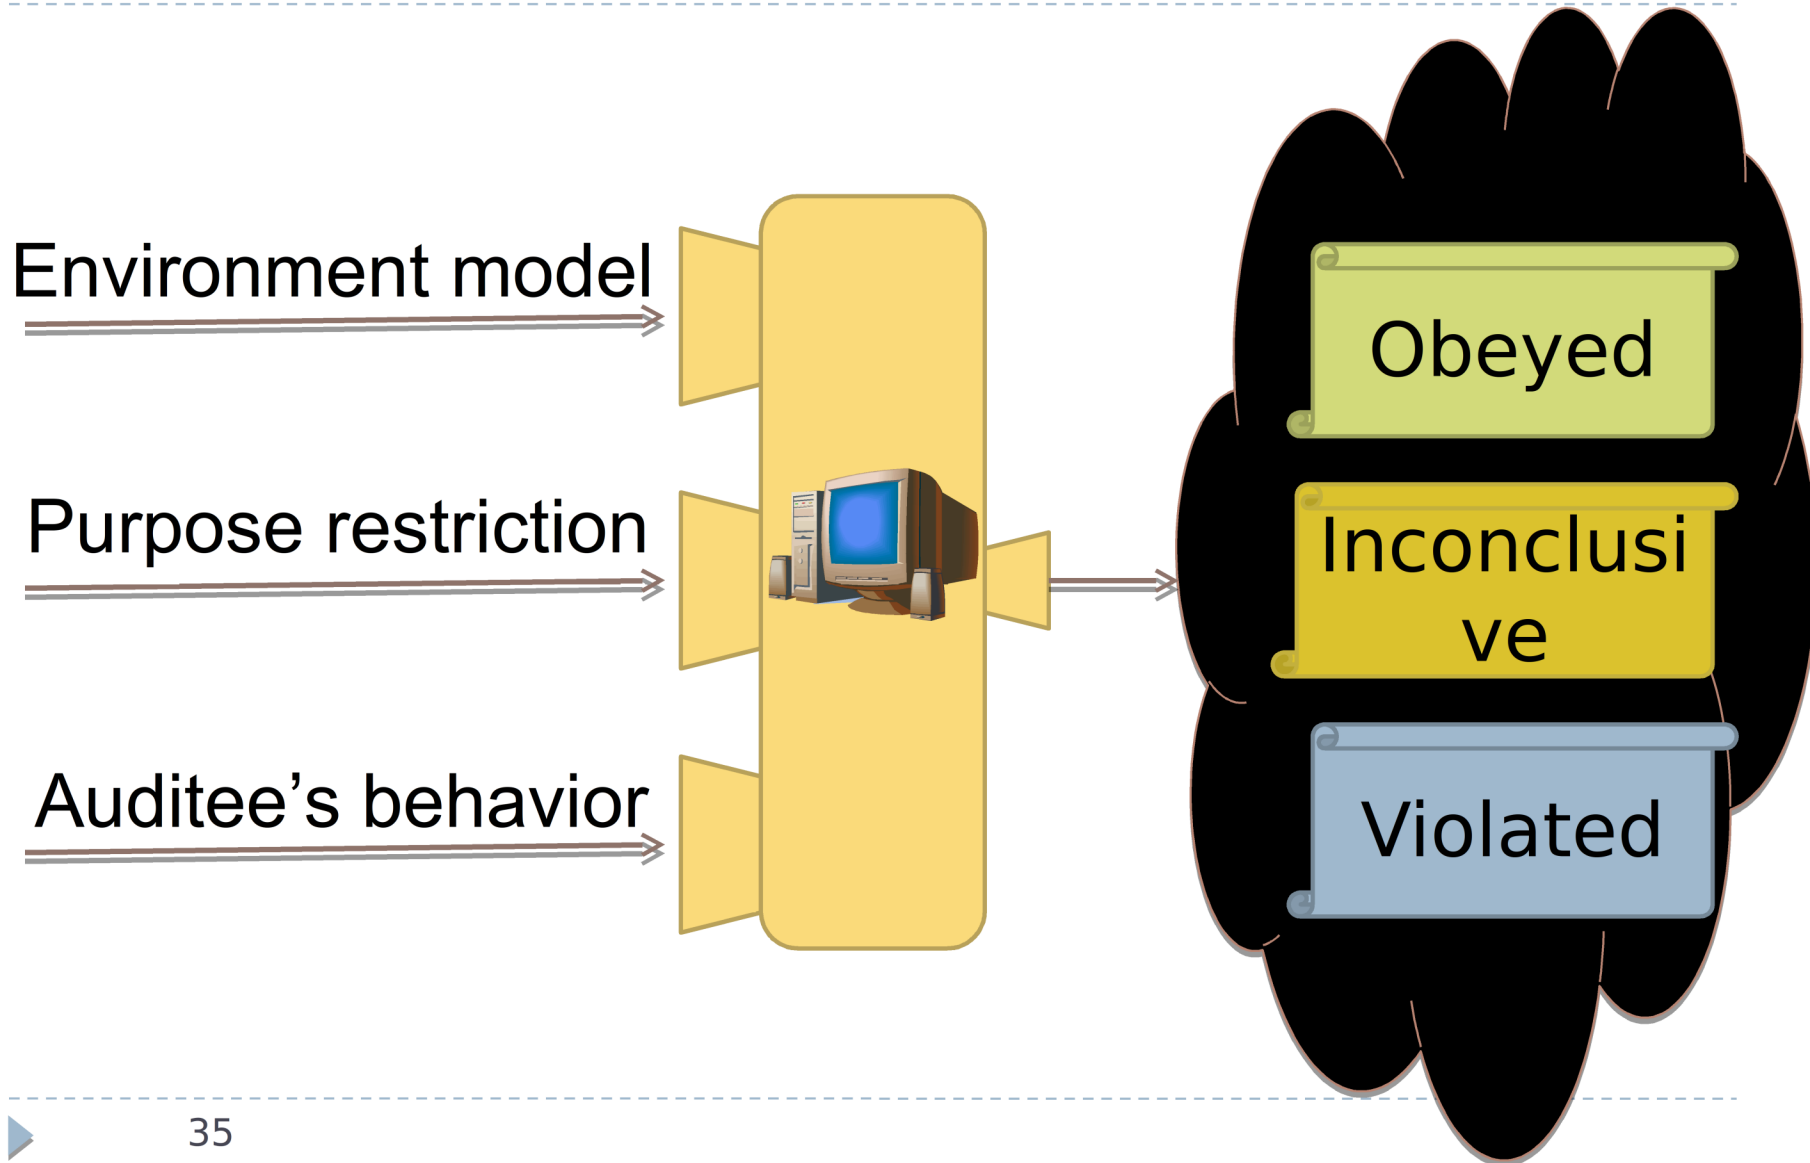 Environment model
Purpose restriction
Auditee’s behavior
Obeyed
Inconclusi
ve
Violated
35